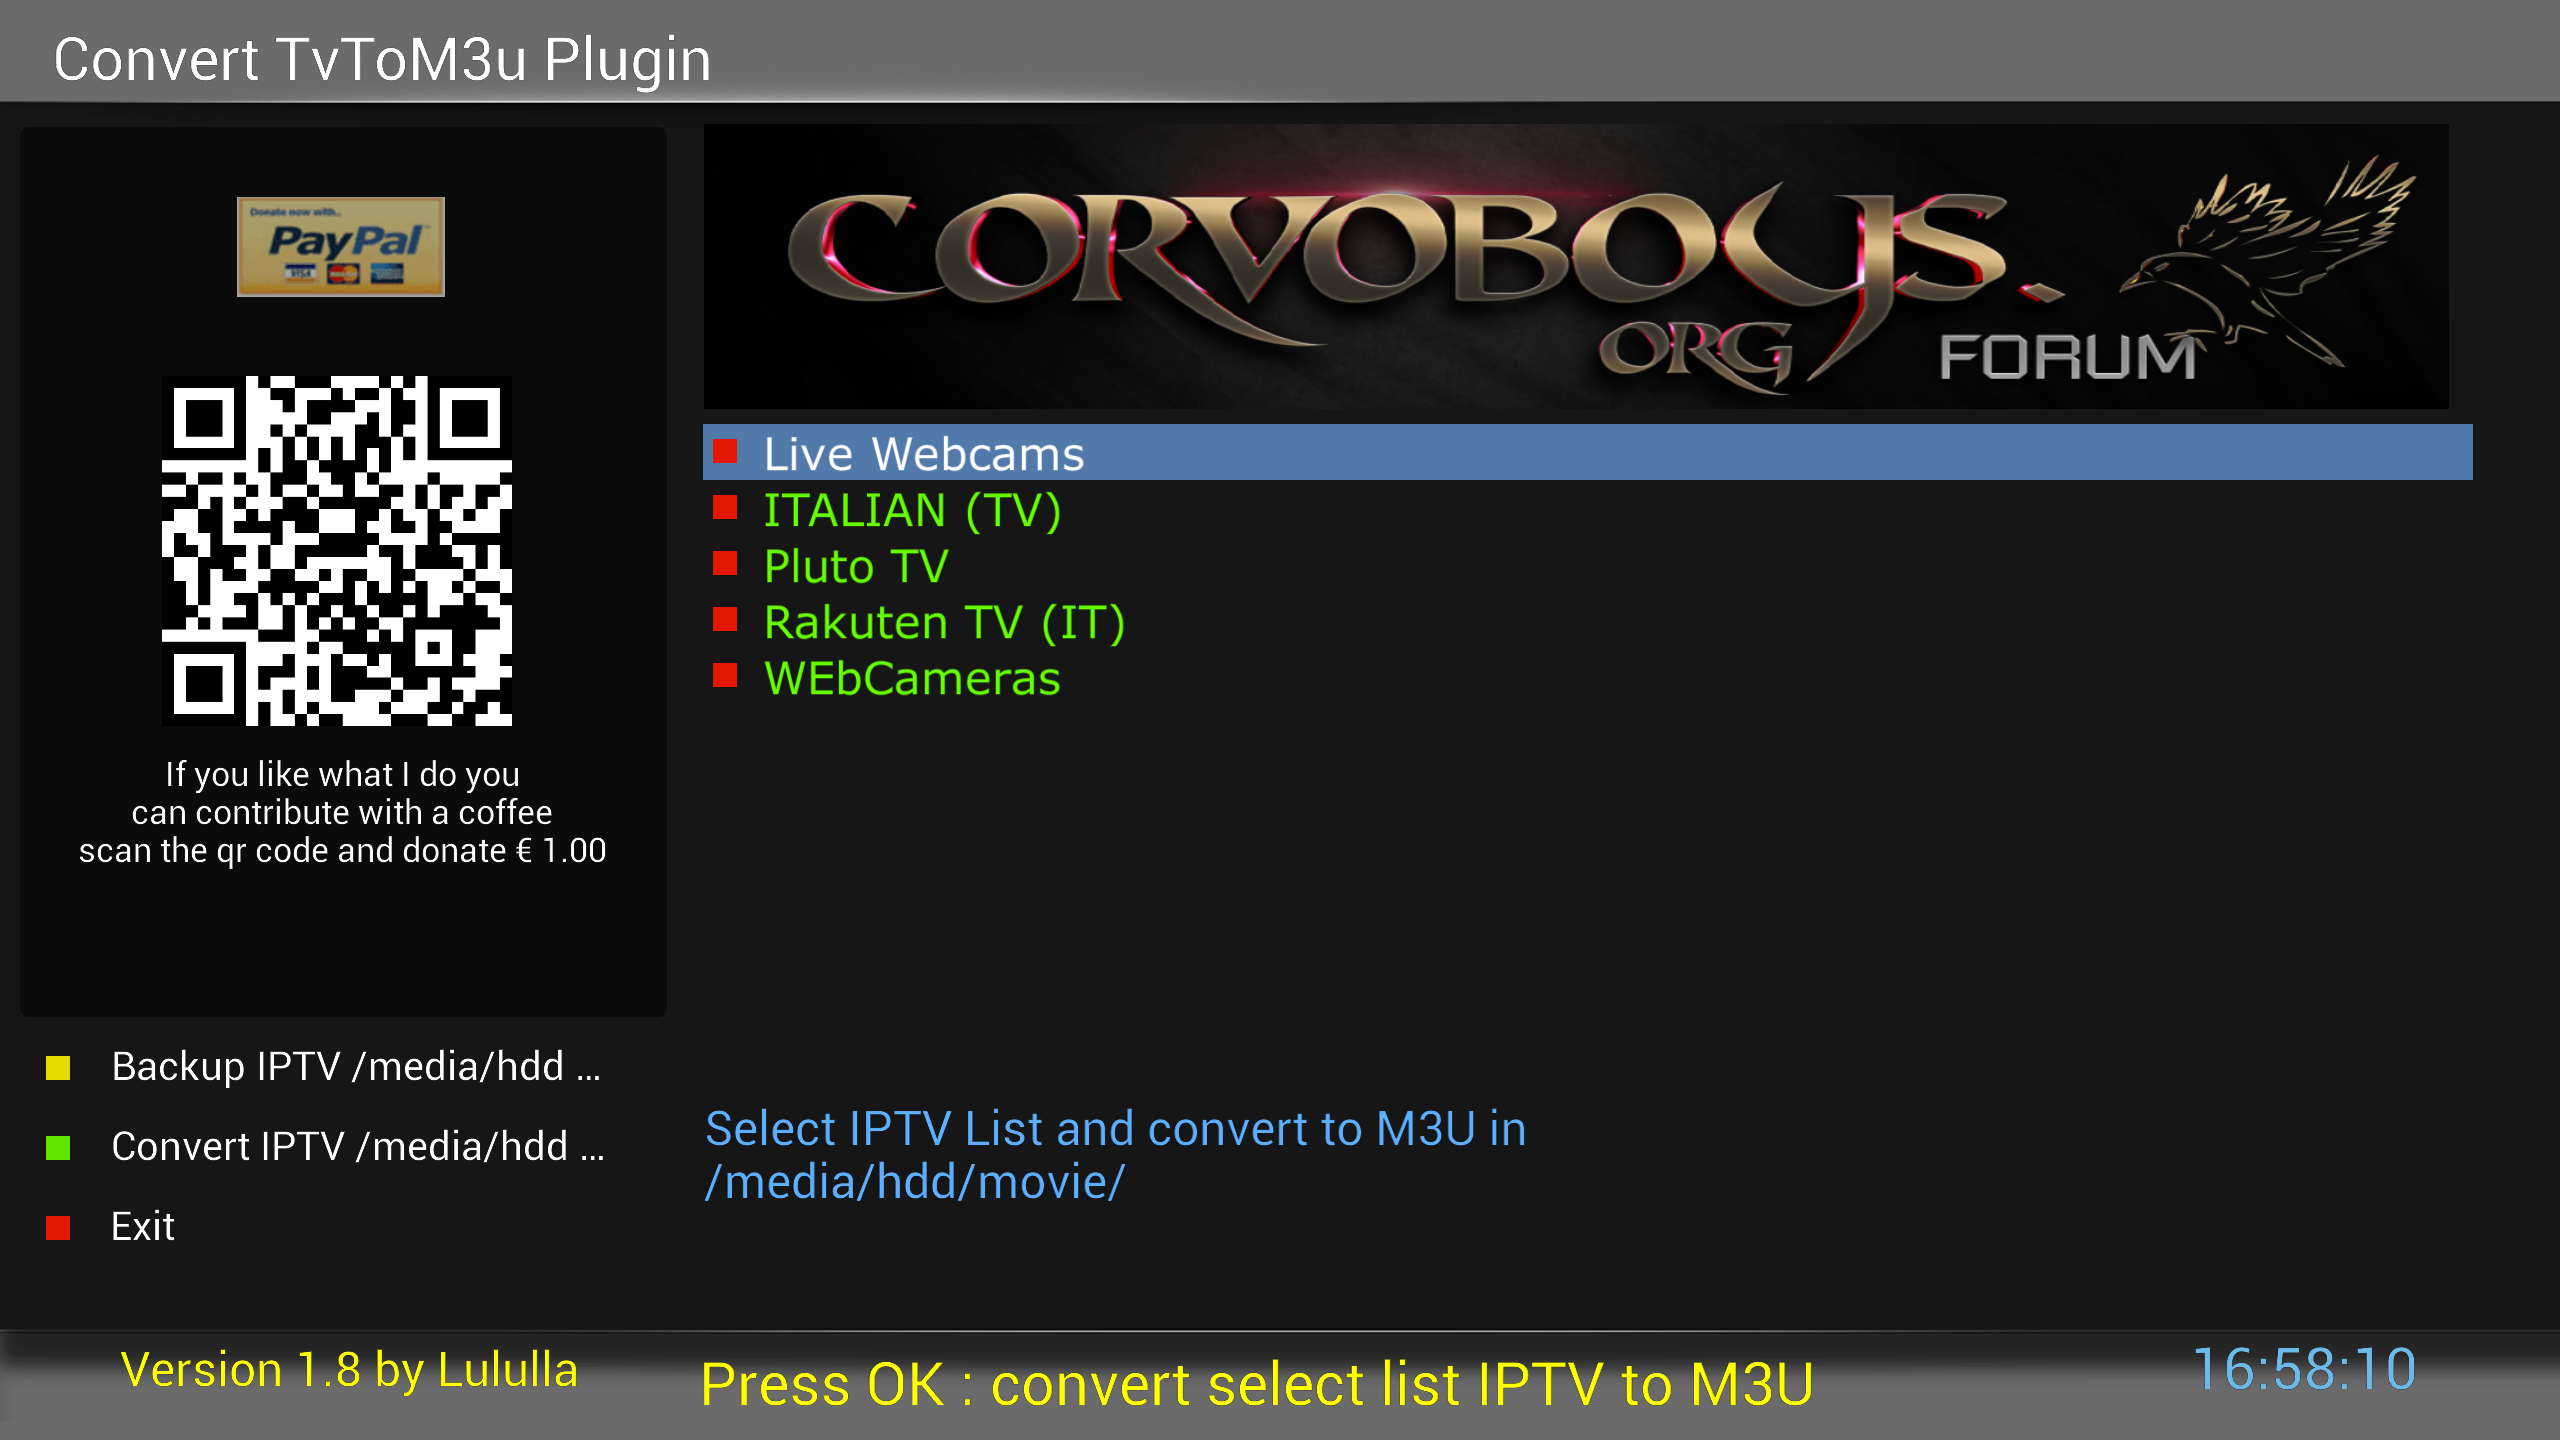 Convert TvToM3u Plugin
Donate now with..
PayPal
VISA
CORVOBOYS.
ORG
FORUM
Live Webcams
ITALIAN (TV)
Pluto TV
Rakuten TV (IT)
WEbCameras
If you like what I do you
can contribute with a coffee
scan the qr code and donate € 1.00
Backup IPTV /media/hdd ...
Convert IPTV /media/hdd ...
Exit
Select IPTV List and convert to M3U in
/media/hdd/movie/
Version 1.8 by Lululla
Press OK : convert select list IPTV to M3U
16:58:10